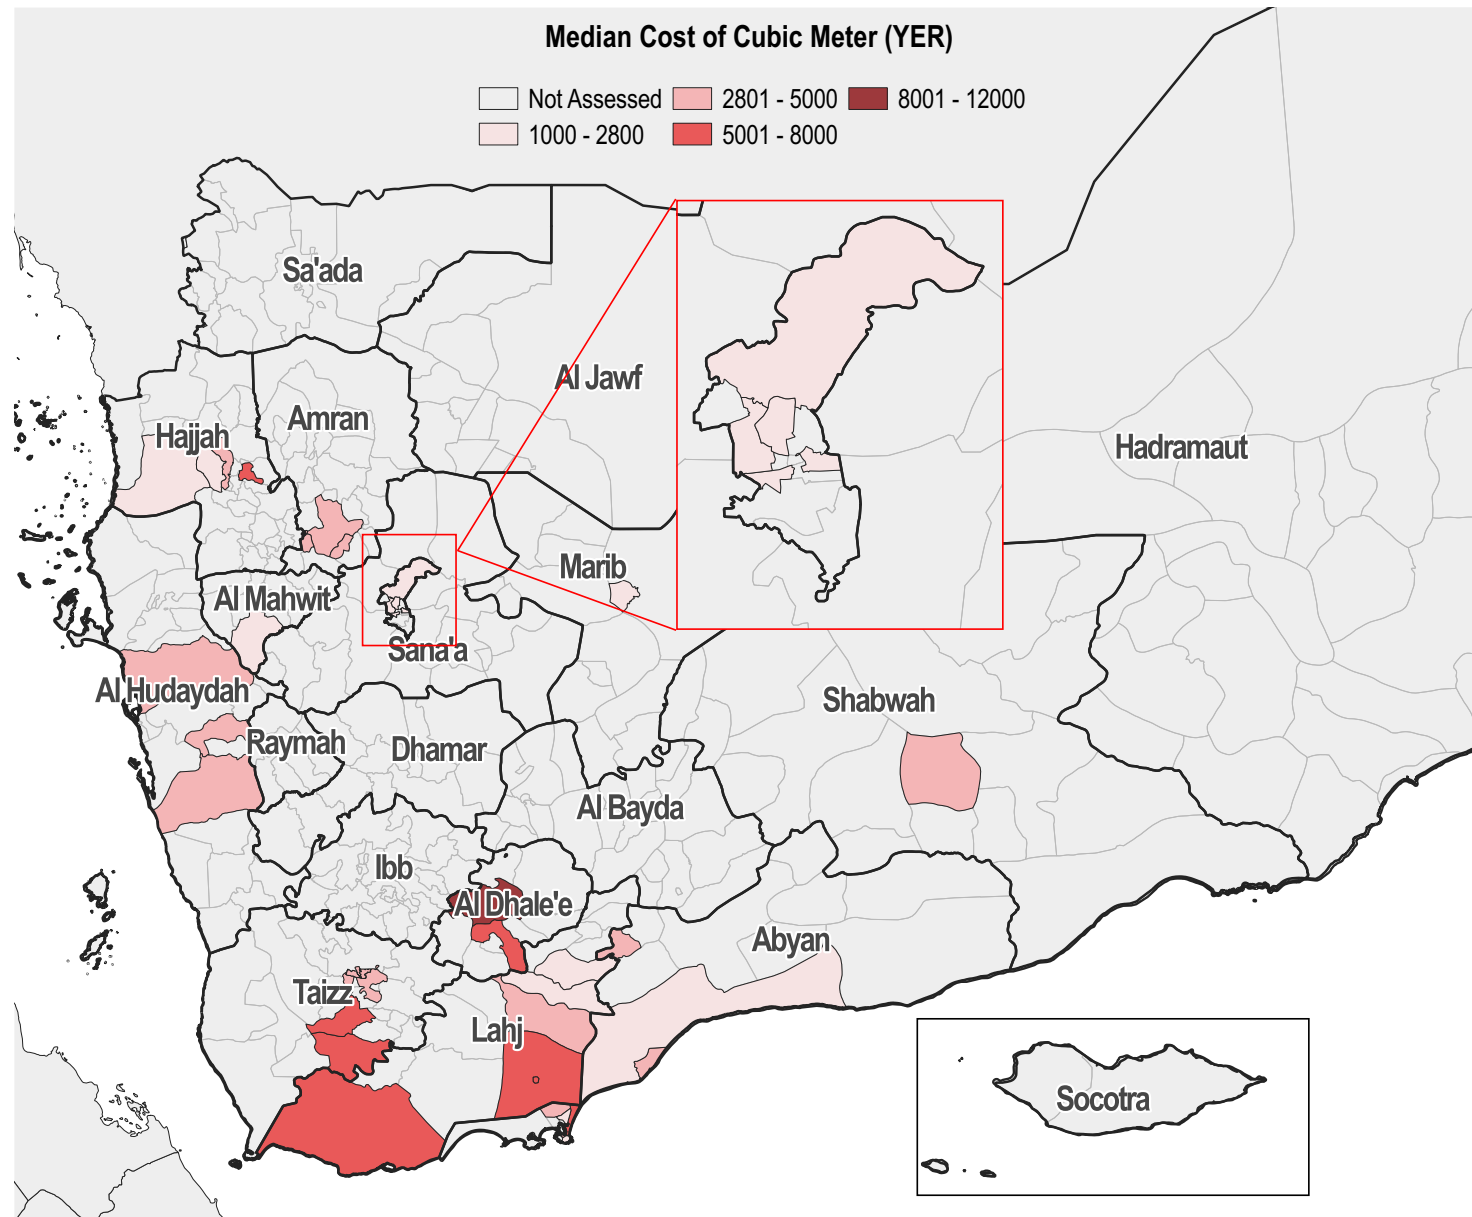 Median Cost of Cubic Meter (YER)
Not Assessed 2801 - 5000 8001 - 12000
1000 - 2800 5001 - 8000
Sa'ada
Al Jawf
Amran
Hajjah
Hadramaut
Marib
Al Mahwit
Sana'a
Al Hudaydah
Shabwah
Raymah
Dhamar
Al Bayda
Ibb
Al Dhale'e
Abyan
Taizz
Lahj
Socotra